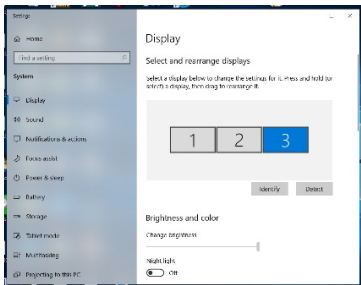 Settings
Home
Find a setting
System
Display
Sound
Notifications & actions
Focus assist
Power & sleep
Battery
Storage
Tablet mode
Multitasking
Projecting to this PC
Display
Select and rearrange displays
Select a display below to change the settings for it. Press and hold (or
select) a display, then drag to rearrange it.
1 2 3
Identify Detect
Brightness and color
Change brightness
Night light
Off